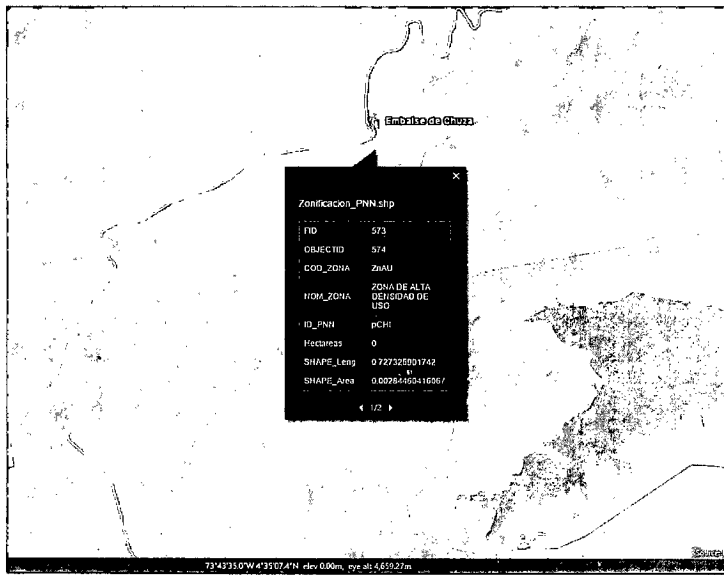 Embalse de Chuza
×
Zonificacion_PNN.shp
FID 573
OBJECTID 574
COD_ZONA ZnAU
NOM_ZONA ZONA DE ALTA DENSIDAD DE USO
ID_PNN pCHI
Hectareas 0
SHAPE_Leng 0.727325901742
SHAPE_Area 0.00284460416067
1/2
73°43'35.0"W 4°35'07.4"N elev 0.00m, eye alt 4,659.27m